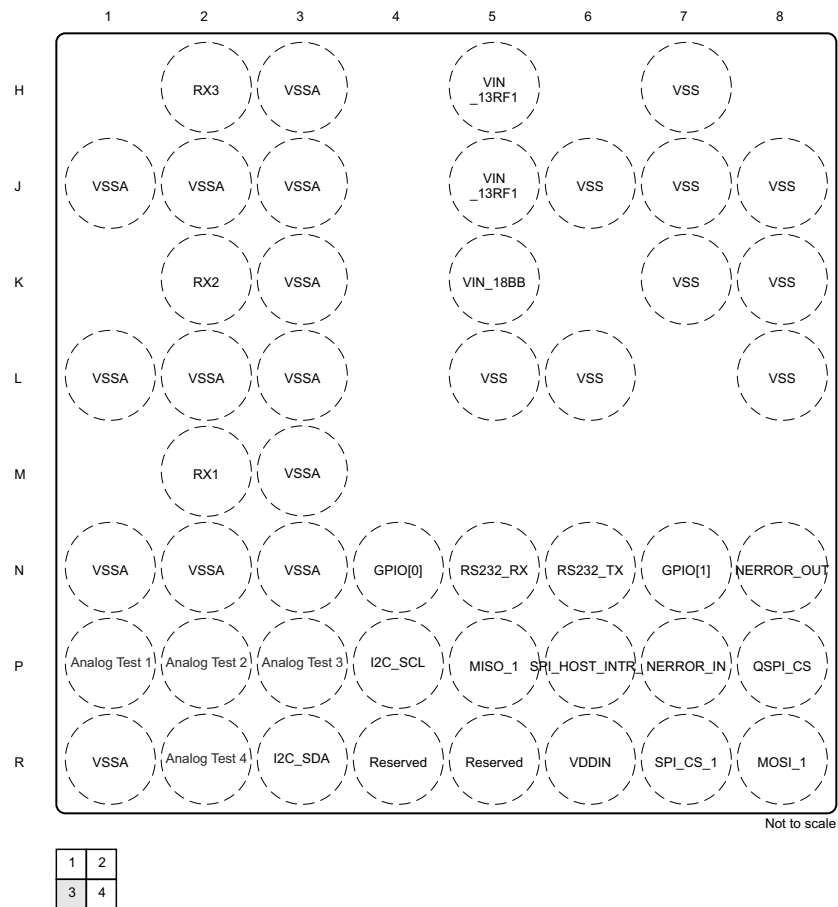 1 2 3 4 5 6 7 8
H RX3 VSSA VIN _13RF1 VSS
J VSSA VSSA VSSA VIN _13RF1 VSS VSS VSS
K RX2 VSSA VIN_18BB VSS VSS
L VSSA VSSA VSSA VSS VSS VSS
M RX1 VSSA
N VSSA VSSA VSSA GPIO[0] RS232_RX RS232_TX GPIO[1] NERROR_OUT
P Analog Test 1 Analog Test 2 Analog Test 3 I2C_SCL MISO_1 SPI_HOST_INTR_ NERROR_IN QSPI_CS
R VSSA Analog Test 4 I2C_SDA Reserved Reserved VDDIN SPI_CS_1 MOSI_1
Not to scale
1 2
3 4